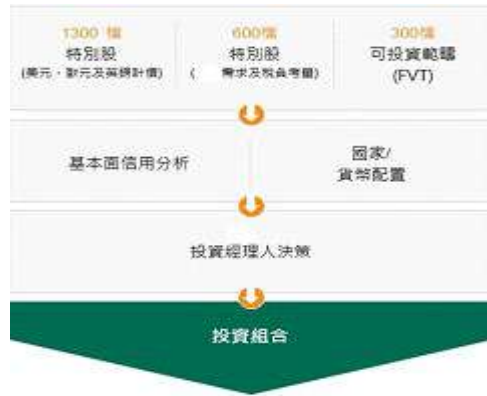 1300 檔
特別股
(美元、歐元及英鎊計價)
600檔
特別股
( 需求及稅負考量)
300檔
可投資範疇
(FVT)
基本面信用分析
國家/
貨幣配置
投資經理人決策
投資組合